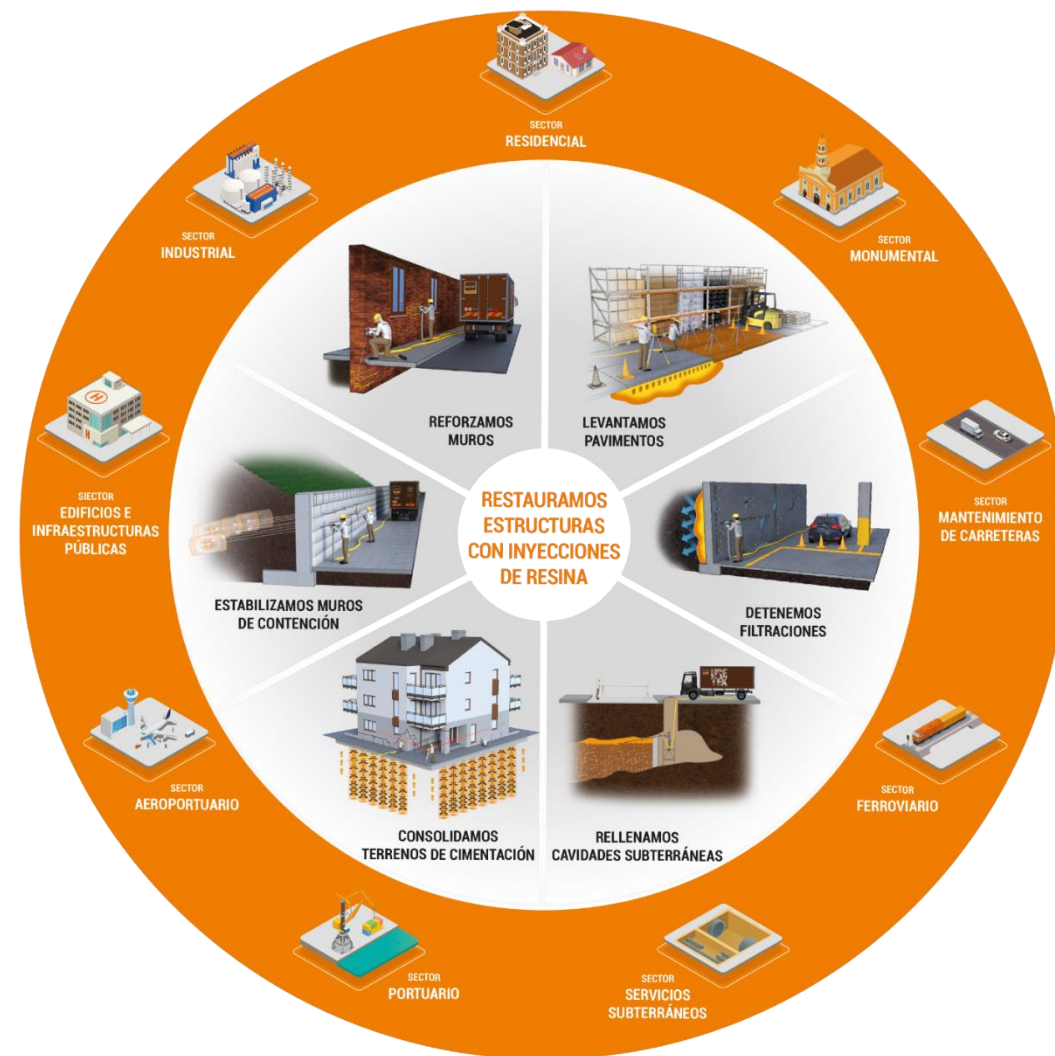 SECTOR
RESIDENCIAL
SECTOR
MONUMENTAL
SECTOR
MANTENIMIENTO
DE CARRETERAS
SECTOR
FERROVIARIO
SECTOR
SERVICIOS
SUBTERRÁNEOS
SECTOR
PORTUARIO
SECTOR
AEROPORTUARIO
SIECTOR
EDIFICIOS E
INFRAESTRUCTURAS
PÚBLICAS
H
SECTOR
INDUSTRIAL
REFORZAMOS
MUROS
LEVANTAMOS
PAVIMENTOS
DETENEMOS
FILTRACIONES
RELLENAMOS
CAVIDADES SUBTERRÁNEAS
CONSOLIDAMOS
TERRENOS DE CIMENTACIÓN
ESTABILIZAMOS MUROS
DE CONTENCIÓN
RESTAURAMOS
ESTRUCTURAS
CON INYECCIONES
DE RESINA